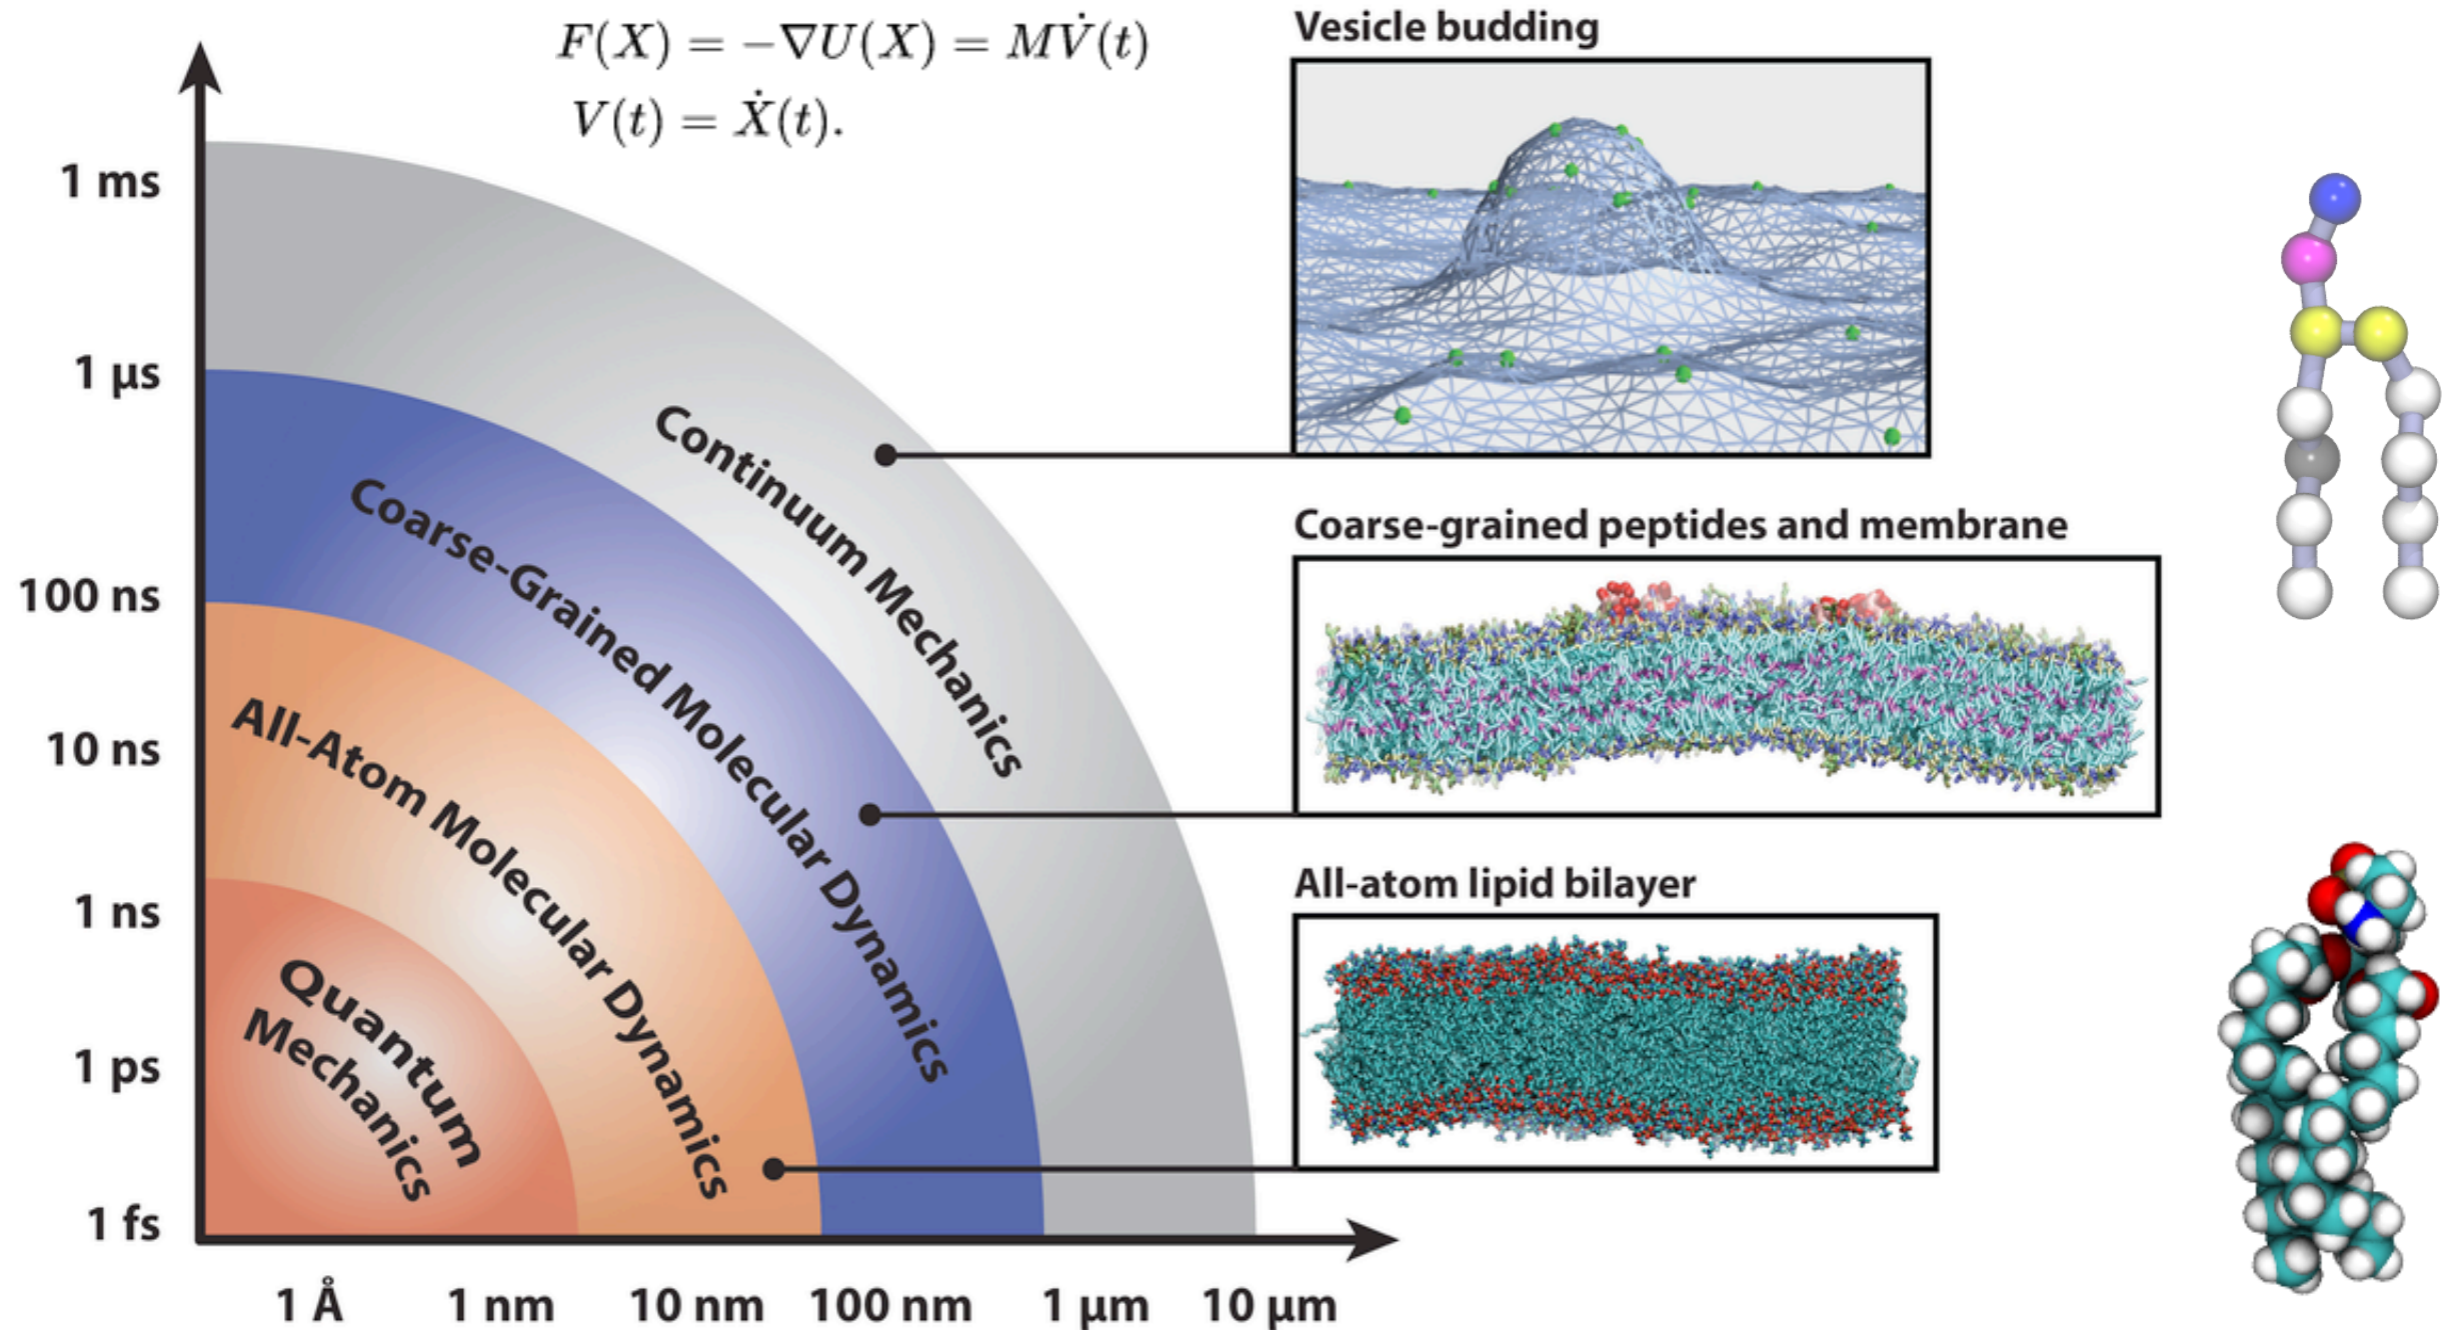 F(X) = −∇U(X) = MV̇(t)
V(t) = Ẋ(t).
1 ms
1 µs
100 ns
10 ns
1 ns
1 ps
1 fs
1 Å
1 nm
10 nm
100 nm
1 µm
10 µm
Continuum Mechanics
Coarse-Grained Molecular Dynamics
All-Atom Molecular Dynamics
Quantum
Mechanics
Vesicle budding
Coarse-grained peptides and membrane
All-atom lipid bilayer